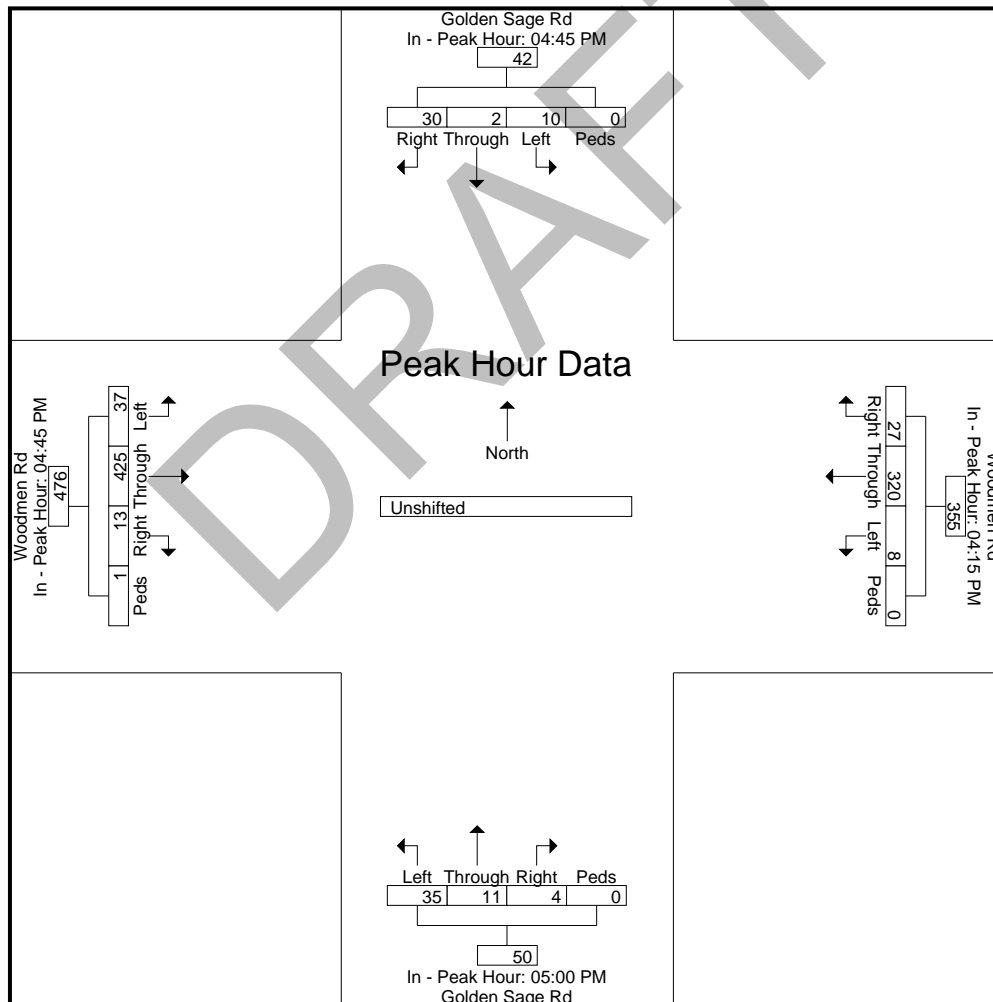 Golden Sage Rd
In - Peak Hour: 04:45 PM
42
30 2 10 0
Right Through Left Peds
DRAFT
Peak Hour Data
North
Unshifted
Woodmen Rd
In - Peak Hour: 04:45 PM
476
37 425 13 1
Left Through Right Peds
Woodmen Rd
In - Peak Hour: 04:15 PM
355
27 320 8 0
Right Through Left Peds
Left Through Right Peds
35 11 4 0
50
In - Peak Hour: 05:00 PM
Golden Sage Rd